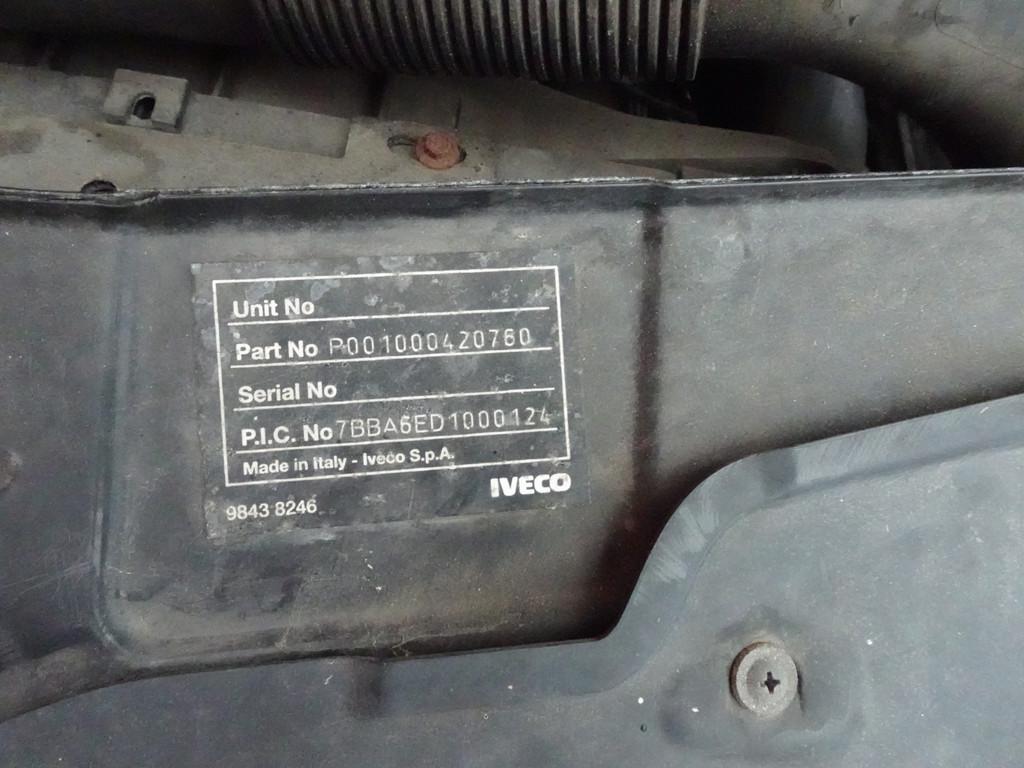 Unit No
Part No P001000420760
Serial No
P.I.C. No 7BBA6ED1000124
Made in Italy - Iveco S.p.A.
IVECO
9843 8246